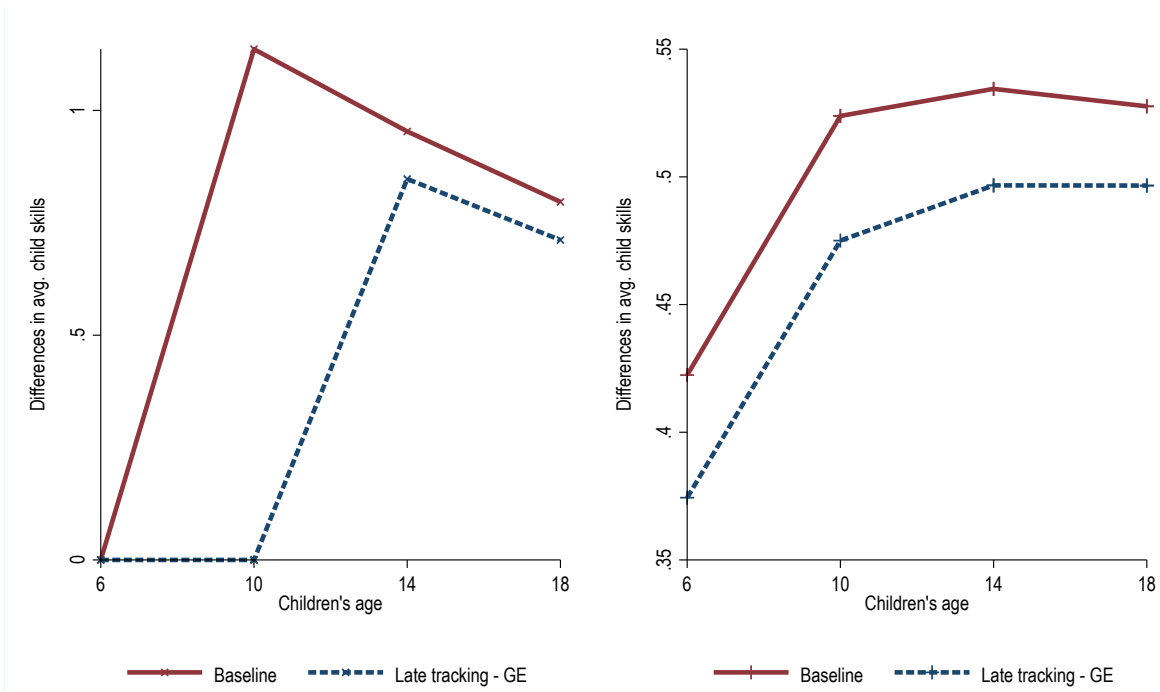 Differences in avg. child skills
1
.5
0
6 10 14 18
Children's age
Baseline
Late tracking - GE
Differences in avg. child skills
.55
.5
.45
.4
.35
6 10 14 18
Children's age
Baseline
Late tracking - GE